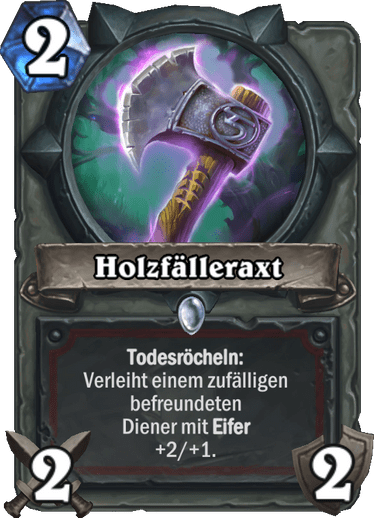 2
Holzfälleraxt
Todesröcheln:
Verleiht einem zufälligen
befreundeten
Diener mit Eifer
+2/+1.
2
2